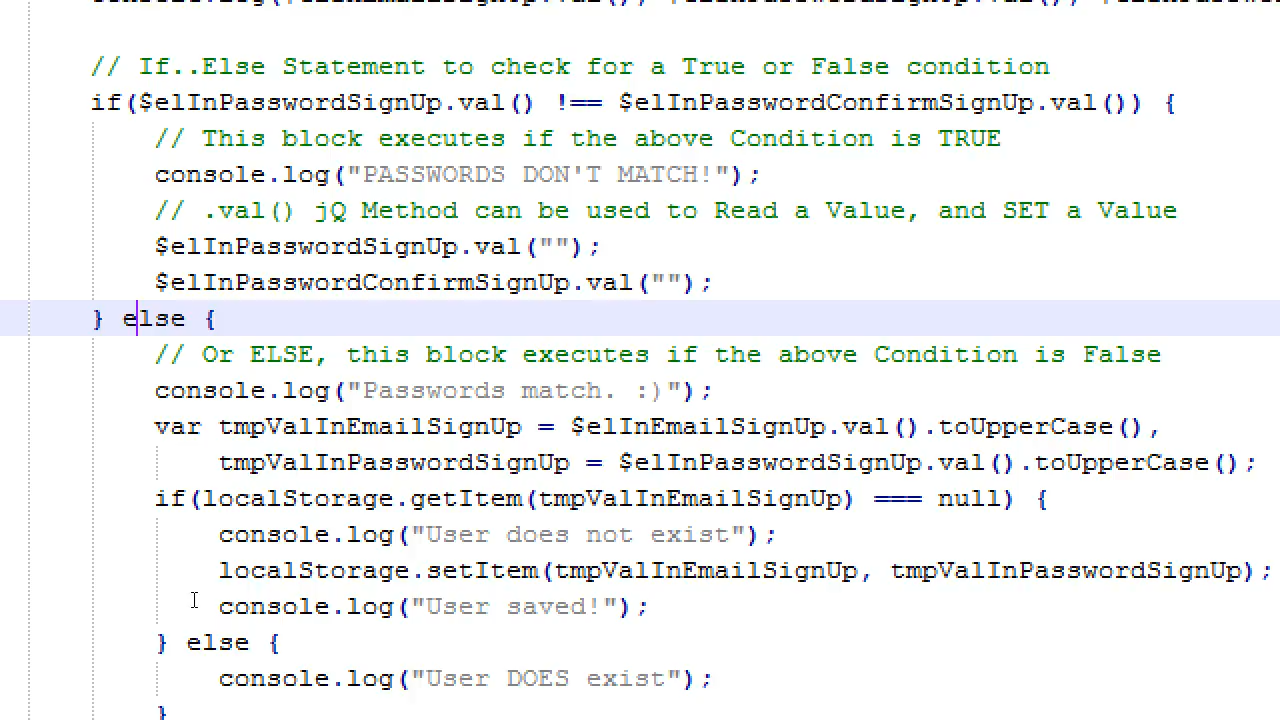 // If..Else Statement to check for a True or False condition
if($elInPasswordSignUp.val() !== $elInPasswordConfirmSignUp.val()) {
// This block executes if the above Condition is TRUE
console.log("PASSWORDS DON'T MATCH!");
// .val() jQ Method can be used to Read a Value, and SET a Value
$elInPasswordSignUp.val("");
$elInPasswordConfirmSignUp.val("");
} else {
// Or ELSE, this block executes if the above Condition is False
console.log("Passwords match. :)");
var tmpValInEmailSignUp = $elInEmailSignUp.val().toUpperCase(),
tmpValInPasswordSignUp = $elInPasswordSignUp.val().toUpperCase();
if(localStorage.getItem(tmpValInEmailSignUp) === null) {
console.log("User does not exist");
localStorage.setItem(tmpValInEmailSignUp, tmpValInPasswordSignUp);
console.log("User saved!");
} else {
console.log("User DOES exist");
}